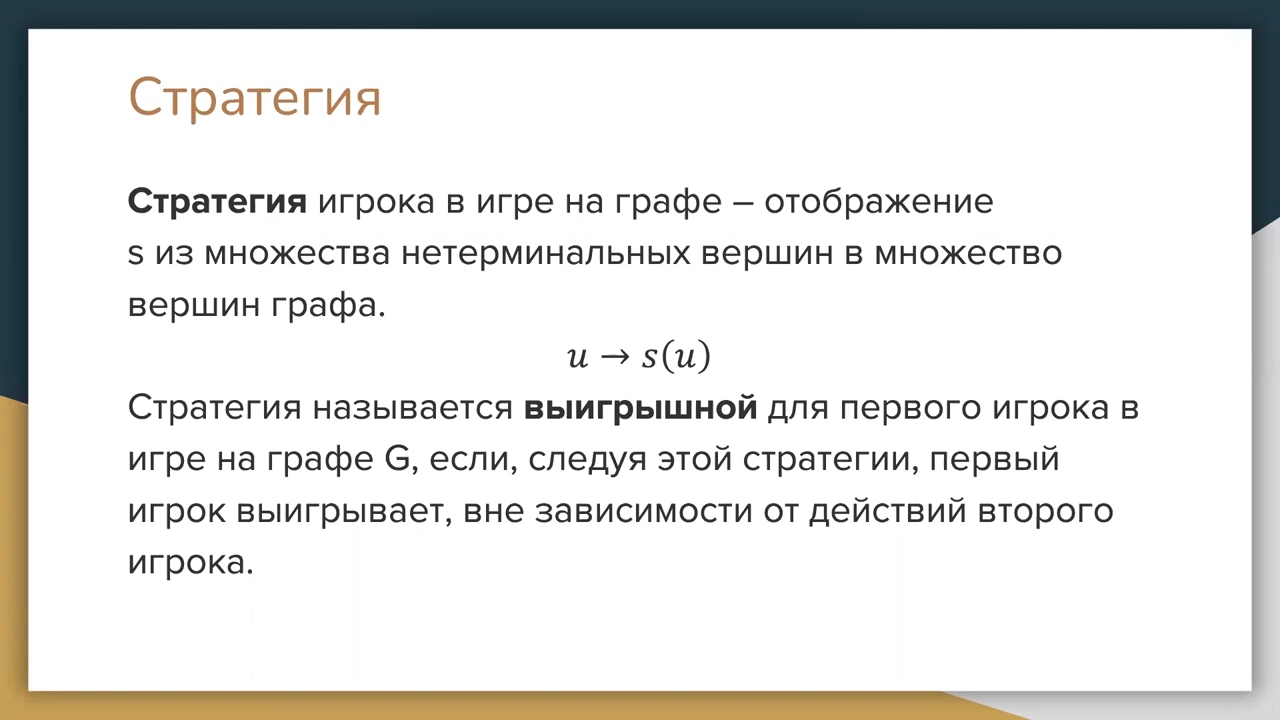 Стратегия
Стратегия игрока в игре на графе – отображение
s из множества нетерминальных вершин в множество
вершин графа.
u → s(u)
Стратегия называется выигрышной для первого игрока в
игре на графе G, если, следуя этой стратегии, первый
игрок выигрывает, вне зависимости от действий второго
игрока.